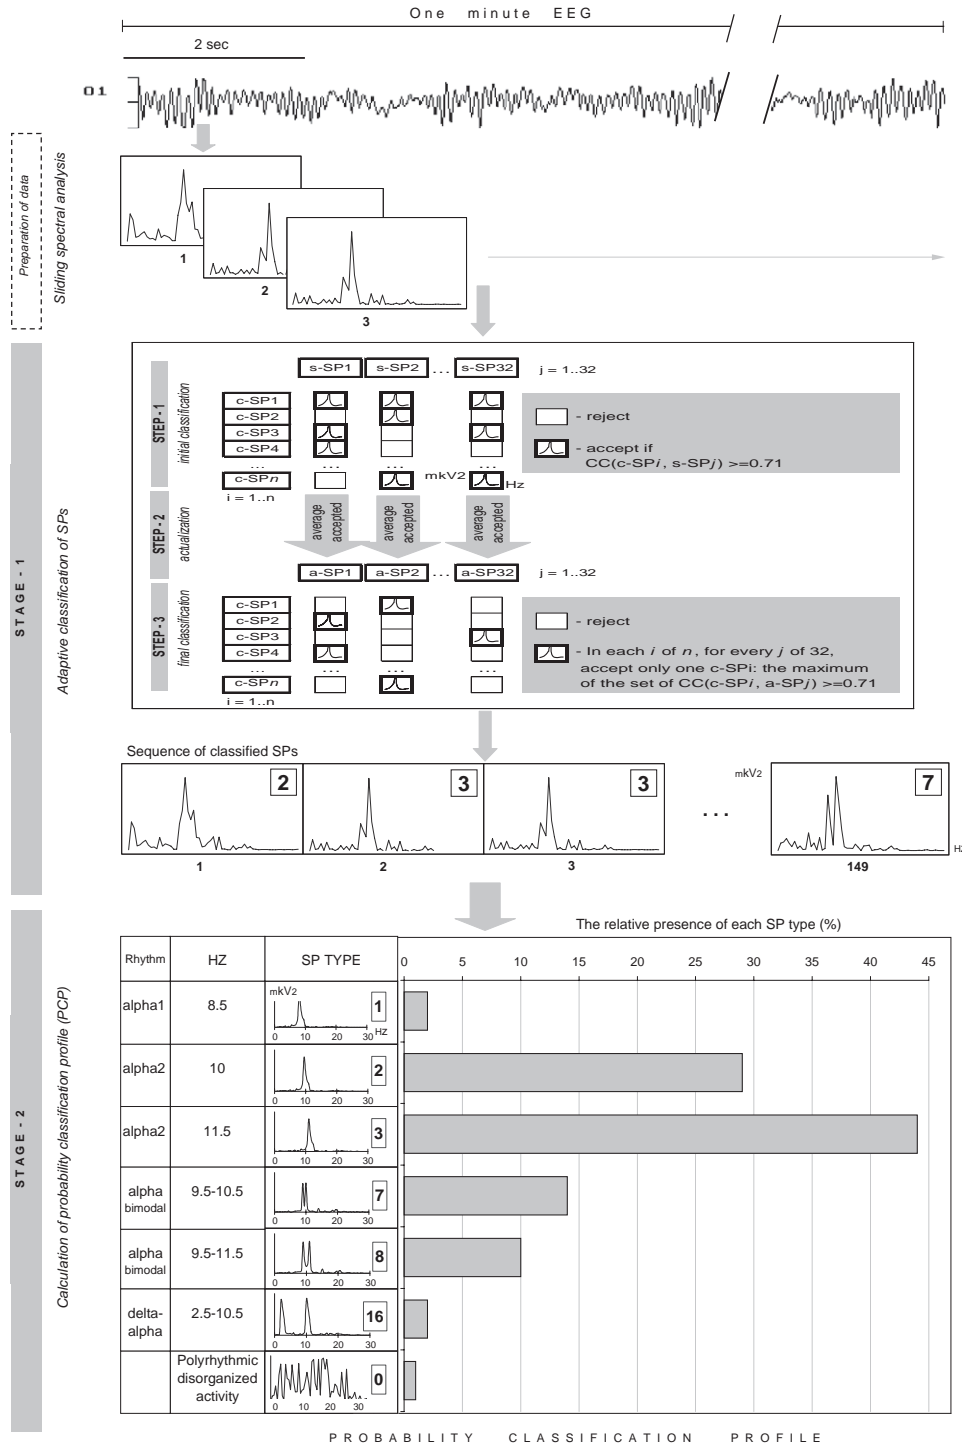 One minute EEG
2 sec
O1
Preparation of data
Sliding spectral analysis
1
2
3
STAGE - 1
Adaptive classification of SPs
STEP - 1
initial classification
s-SP1 s-SP2 ... s-SP32 j = 1..32
c-SP1
c-SP2
c-SP3
c-SP4
... ... ... ...
c-SPn mkV2 Hz
i = 1..n
- reject
- accept if
CC(c-SPi, s-SPj) >=0.71
STEP - 2
actualization
average accepted
average accepted
average accepted
a-SP1 a-SP2 ... a-SP32 j = 1..32
STEP - 3
final classification
c-SP1
c-SP2
c-SP3
c-SP4
... ... ... ...
c-SPn
i = 1..n
- reject
- In each i of n, for every j of 32,
accept only one c-SPi: the maximum
of the set of CC(c-SPi, a-SPj) >=0.71
Sequence of classified SPs
2 3 3 ... mkV2 7
Hz
1 2 3 149
STAGE - 2
Calculation of probability classification profile (PCP)
The relative presence of each SP type (%)
Rhythm HZ SP TYPE 0 5 10 15 20 25 30 35 40 45
alpha1 8.5 mkV2 1
0 10 20 30 HZ
alpha2 10 2
0 10 20 30
alpha2 11.5 3
0 10 20 30
alpha 9.5-10.5 7
bimodal
0 10 20 30
alpha 9.5-11.5 8
bimodal
0 10 20 30
delta- 2.5-10.5 16
alpha
0 10 20 30
Polyrhythmic
disorganized 0
activity
0 10 20 30
PROBABILITY CLASSIFICATION PROFILE